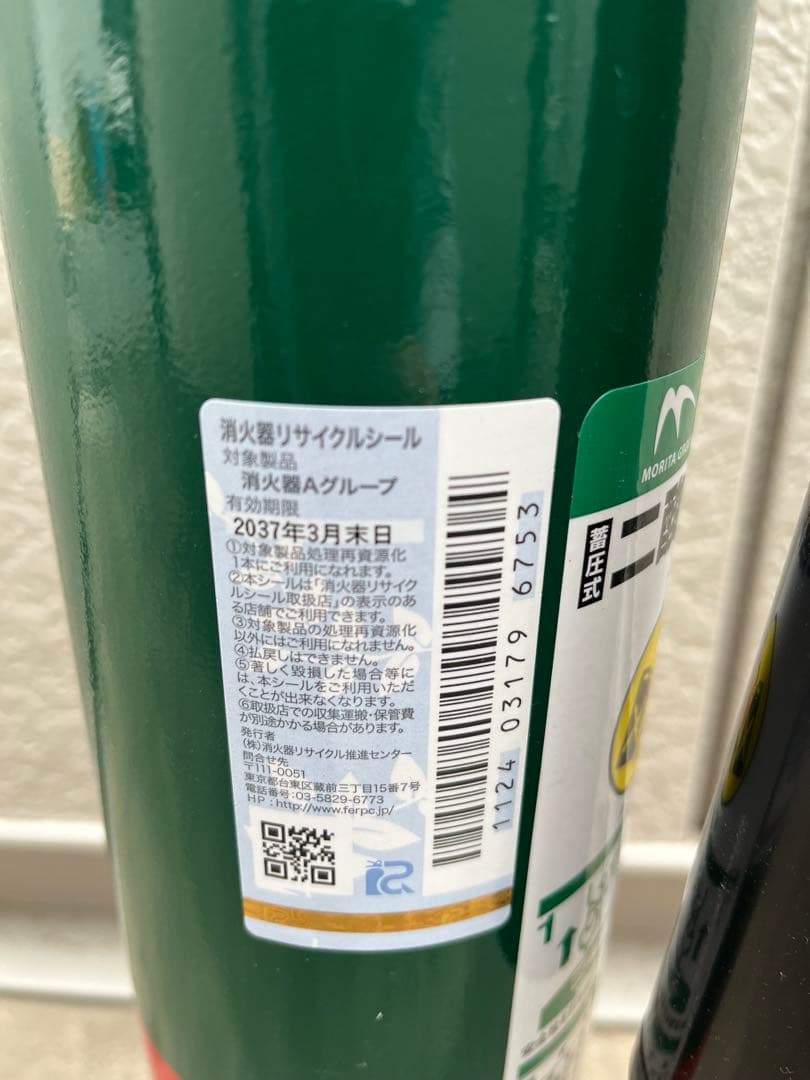 消火器リサイクルシール
対象製品
消火器Aグループ
有効期限
2037年3月末日
①対象製品処理再資源化
1本にご利用になれます。
②本シールは「消火器リサイク
ルシール取扱店」の表示のあ
る店舗でご利用できます。
③対象製品の処理再資源化
以外にはご利用になれません。
④払戻しはできません。
⑤著しく毀損した場合等に
は、本シールをご利用いただ
くことが出来なくなります。
⑥取扱店での収集運搬・保管費
が別途かかる場合があります。
発行者
(株)消火器リサイクル推進センター
問合せ先
〒111-0051
東京都台東区蔵前三丁目15番7号
電話番号：03-5829-6773
HP：http://www.ferpc.jp/
1124 03179 6753
MORITA
蓄圧式
1